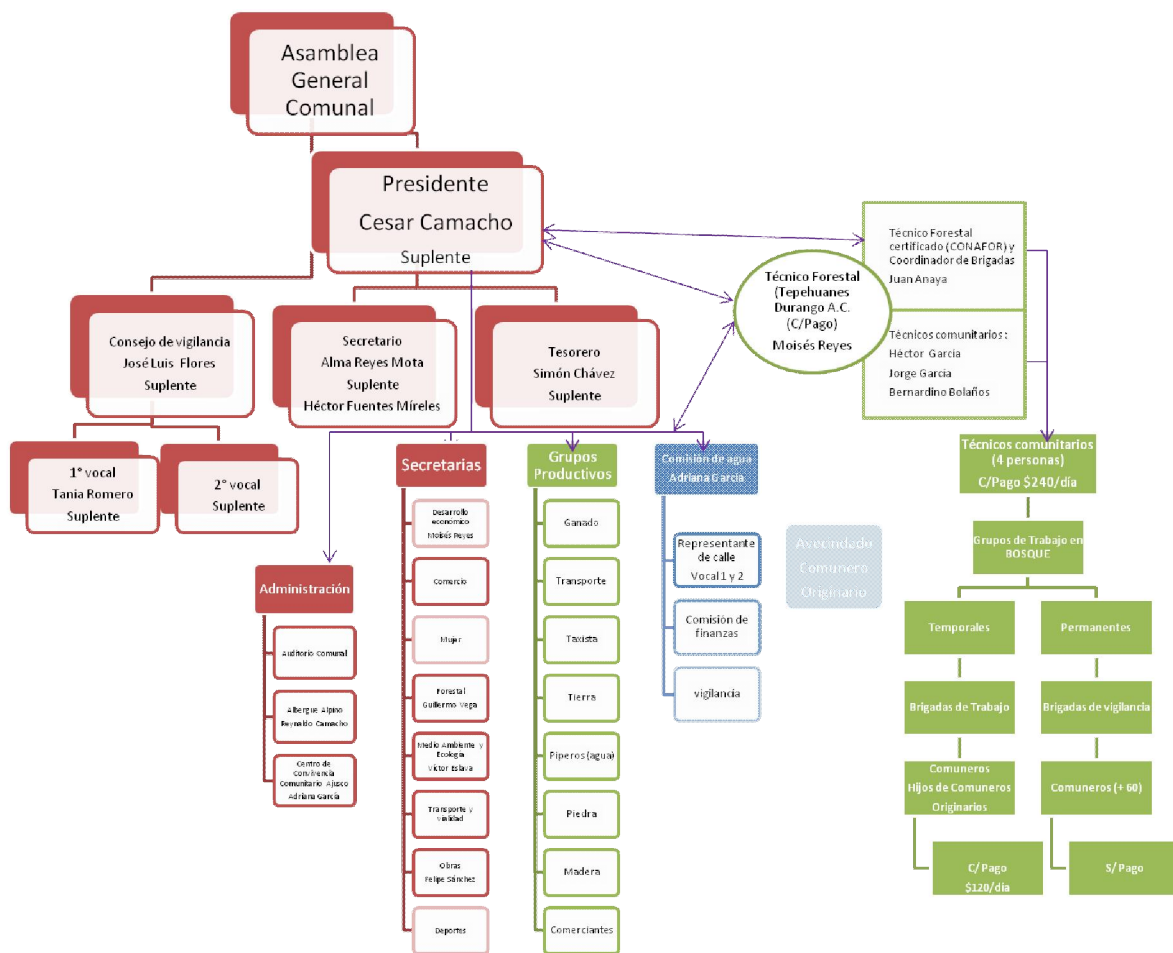 Asamblea
General
Comunal
Presidente
Cesar Camacho
Suplente
Técnico Forestal
certificado (CONAFOR) y
Coordinador de Brigadas
Juan Anaya
Técnico Forestal
(Tepehuanes
Durango A.C.
(C/Pago)
Moisés Reyes
Técnicos comunitarios :
Héctor García
Jorge García
Bernardino Bolaños
Consejo de vigilancia
José Luis Flores
Suplente
Secretario
Alma Reyes Mota
Suplente
Héctor Fuentes Míreles
Tesorero
Simón Chávez
Suplente
1° vocal
Tania Romero
Suplente
2° vocal
Suplente
Administración
Auditorio Comunal
Albergue Alpino
Reynaldo Camacho
Centro de
Convivencia
Comunitario Ajusco
Adriana García
Secretarias
Desarrollo
económico
Moisés Reyes
Comercio
Mujer
Forestal
Guillermo Vega
Medio Ambiente y
Ecología
Víctor Eslava
Transporte y
vialidad
Obras
Felipe Sánchez
Deportes
Grupos
Productivos
Ganado
Transporte
Taxista
Tierra
Piperos (agua)
Piedra
Madera
Comerciantes
Comisión de agua
Adriana García
Representante
de calle
Vocal 1 y 2
Comisión de
finanzas
vigilancia
Avecindado
Comunero
Originario
Técnicos comunitarios
(4 personas)
C/Pago $240/día
Grupos de Trabajo en
BOSQUE
Temporales
Brigadas de Trabajo
Comuneros
Hijos de Comuneros
Originarios
C/ Pago
$120/día
Permanentes
Brigadas de vigilancia
Comuneros (+ 60)
S/ Pago